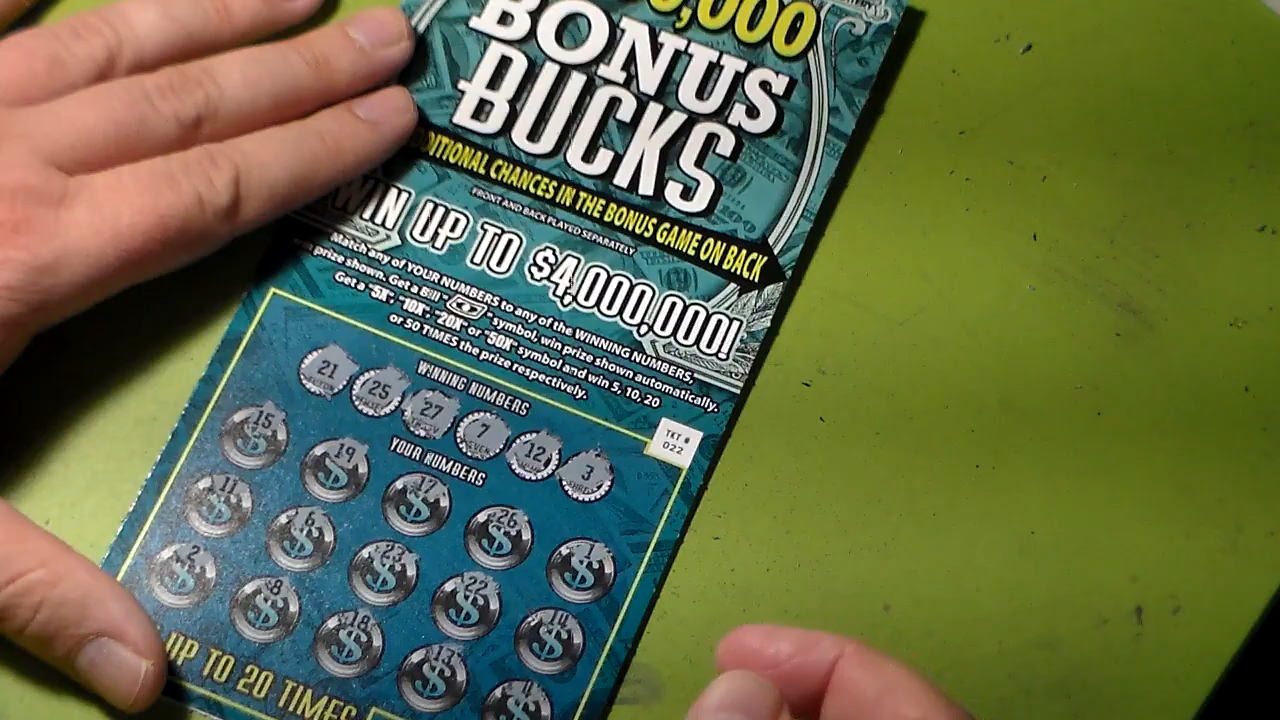 0,000
BONUS
BUCKS
DITIONAL CHANCES IN THE BONUS GAME ON BACK
FRONT AND BACK PLAYED SEPARATELY
WIN UP TO $4,000,000!
Match any of YOUR NUMBERS to any of the WINNING NUMBERS,
prize shown. Get a Bill " " symbol, win prize shown automatically.
Get a "5X", "10X", "20X" or "50X" symbol and win 5, 10, 20
or 50 TIMES the prize respectively.
WINNING NUMBERS
21 25 27 7 12 3
SEVEN
TKT #
022
YOUR NUMBERS
15 19 17 26 1
$ $ $ $ $
11 6 23 22
$ $ $ $ $
2 8 18
$ $ $ $ $
UP TO 20 TIMES